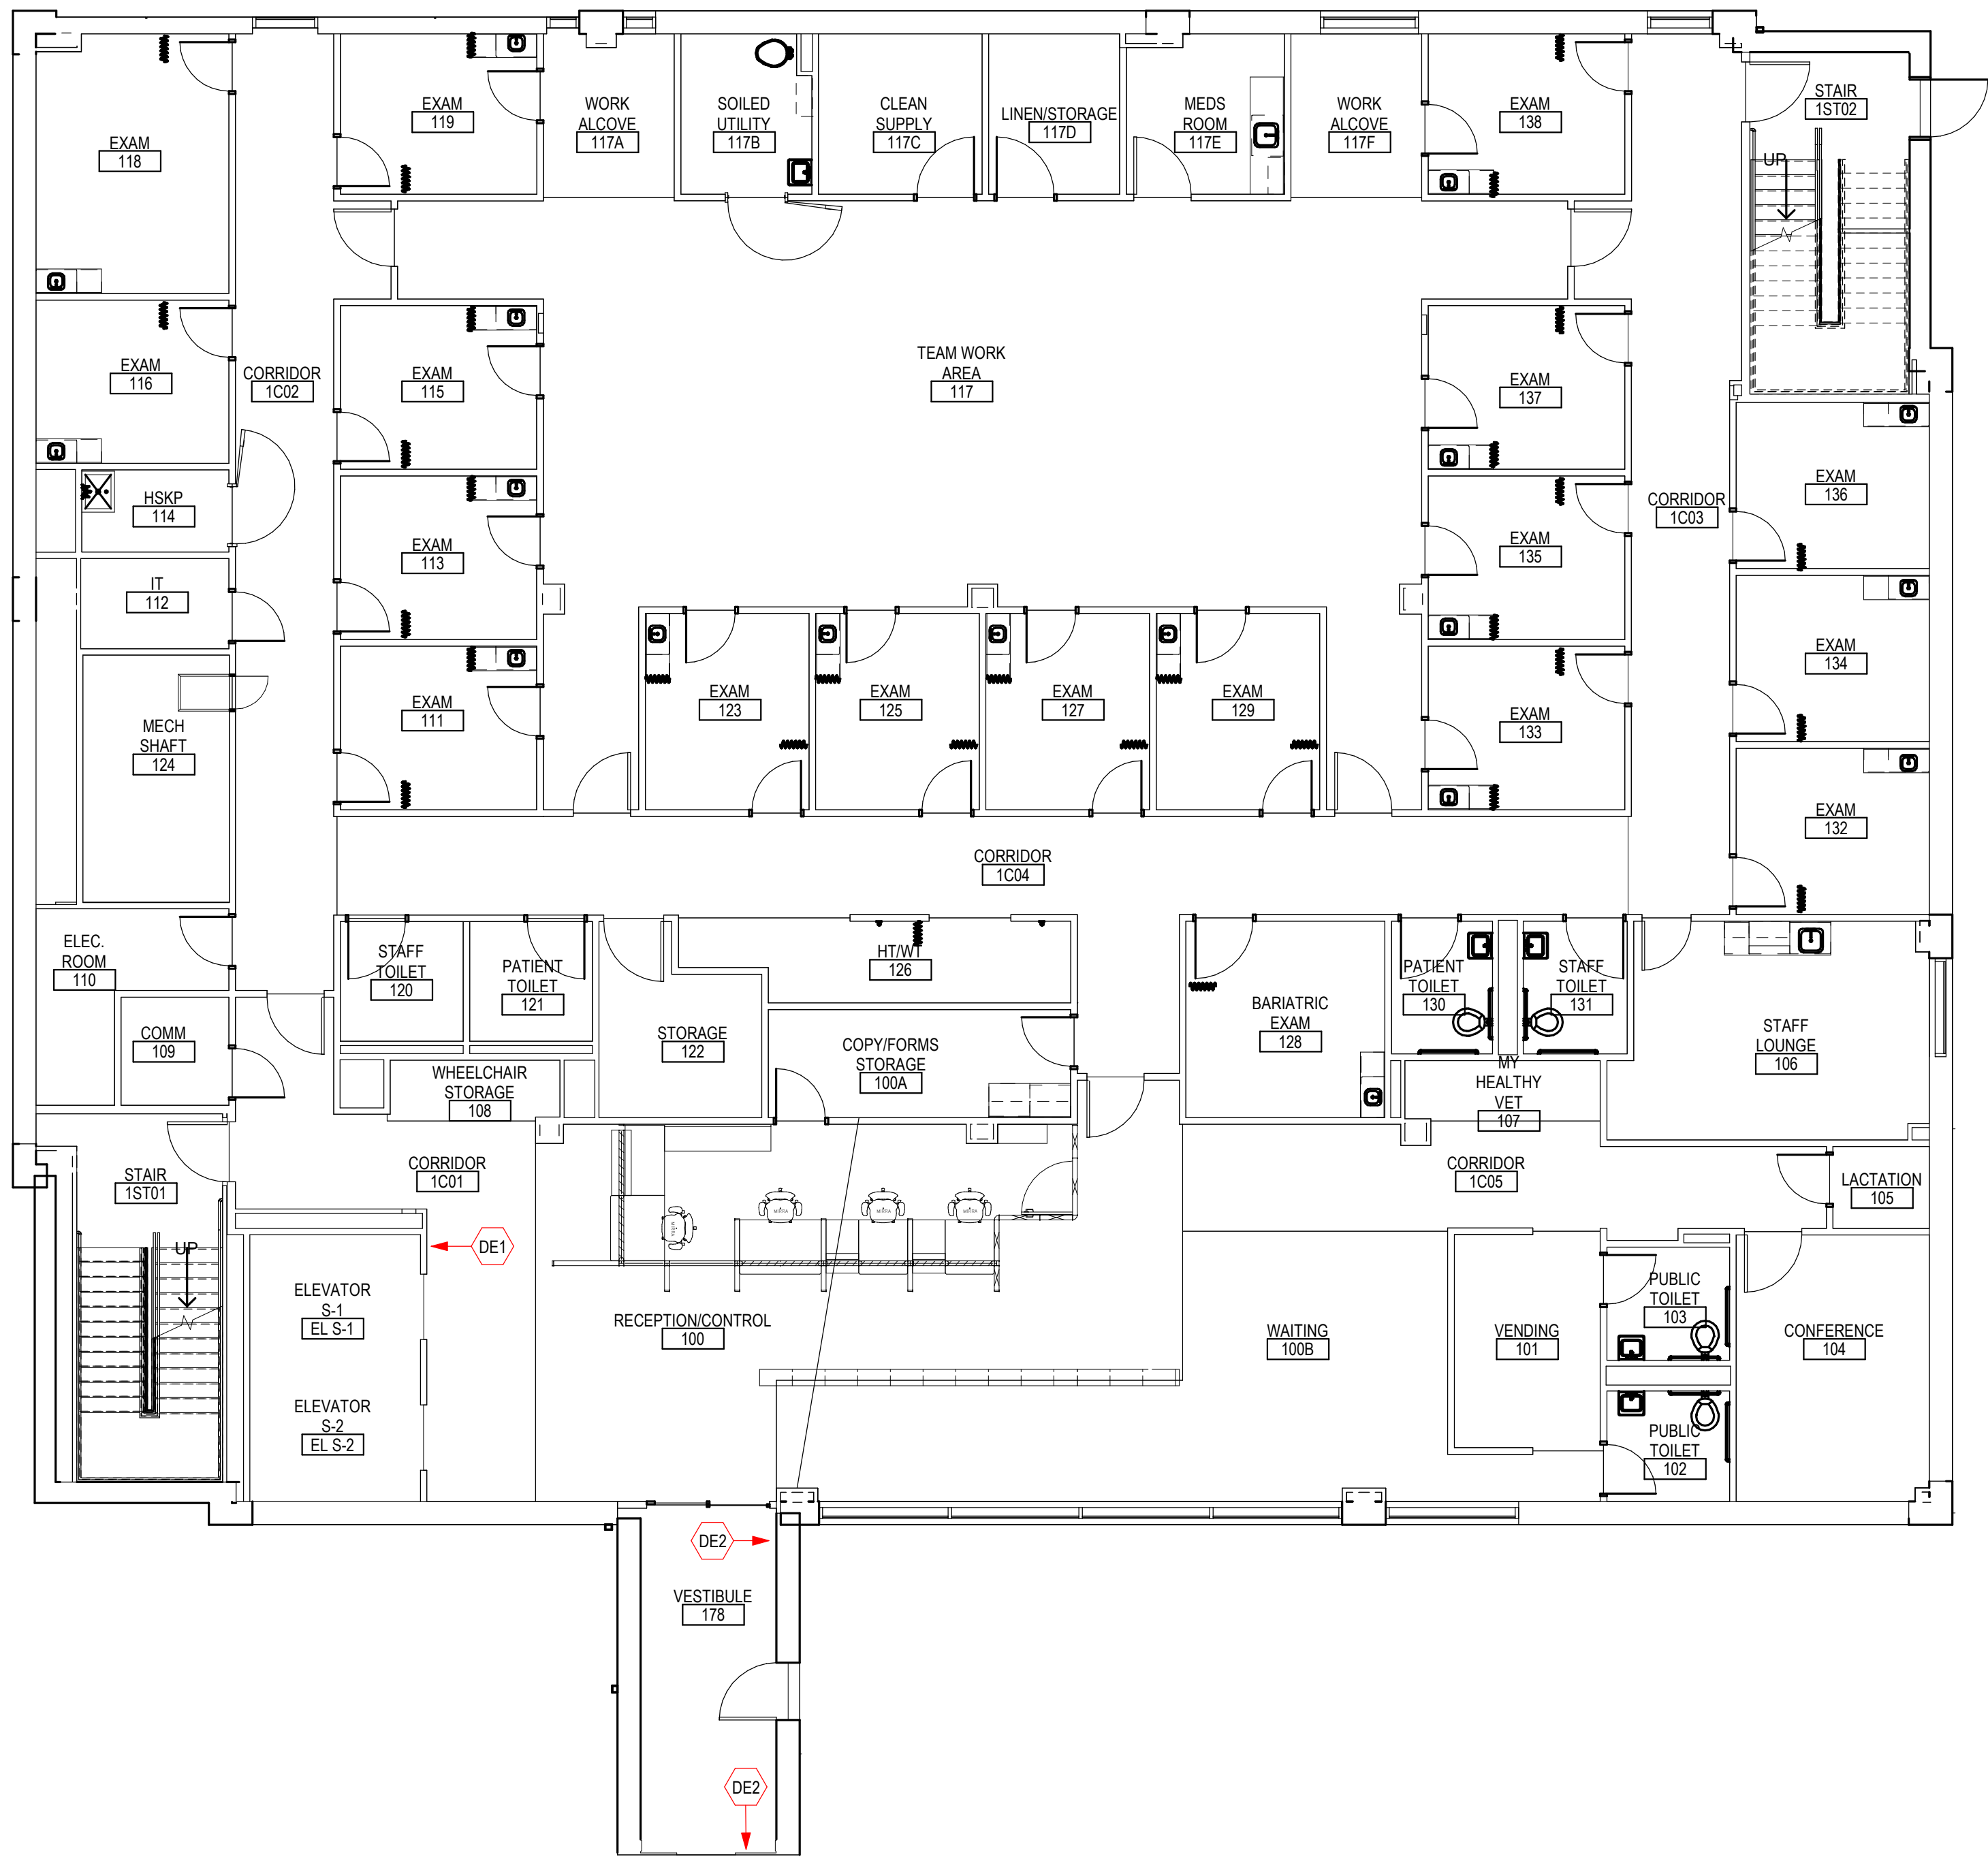 EXAM
119
WORK
ALCOVE
117A
SOILED
UTILITY
117B
CLEAN
SUPPLY
117C
LINEN/STORAGE
117D
MEDS
ROOM
117E
WORK
ALCOVE
117F
EXAM
138
STAIR
1ST02
UP
EXAM
118
EXAM
116
CORRIDOR
1C02
EXAM
115
TEAM WORK
AREA
117
EXAM
137
EXAM
136
CORRIDOR
1C03
HSKP
114
EXAM
113
EXAM
135
IT
112
EXAM
134
EXAM
111
EXAM
123
EXAM
125
EXAM
127
EXAM
129
EXAM
133
MECH
SHAFT
124
EXAM
132
CORRIDOR
1C04
ELEC.
ROOM
110
STAFF
TOILET
120
PATIENT
TOILET
121
HT/WT
126
PATIENT
TOILET
130
STAFF
TOILET
131
BARIATRIC
EXAM
128
COMM
109
STORAGE
122
COPY/FORMS
STORAGE
100A
STAFF
LOUNGE
106
WHEELCHAIR
STORAGE
108
MY
HEALTHY
VET
107
STAIR
1ST01
CORRIDOR
1C01
CORRIDOR
1C05
LACTATION
105
UP
DE1
ELEVATOR
S-1
EL S-1
RECEPTION/CONTROL
100
WAITING
100B
VENDING
101
PUBLIC
TOILET
103
CONFERENCE
104
ELEVATOR
S-2
EL S-2
PUBLIC
TOILET
102
DE2
VESTIBULE
178
DE2